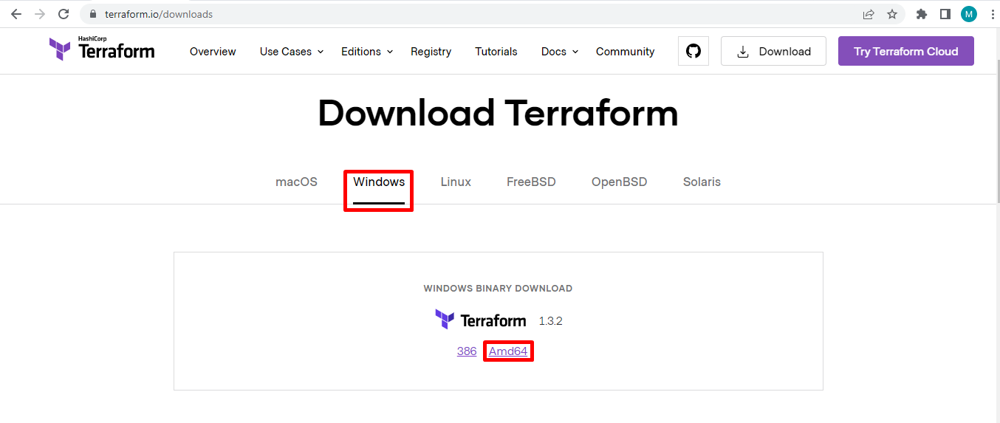 terraform.io/downloads
M
HashiCorp
Terraform
Overview Use Cases Editions Registry Tutorials Docs Community Download Try Terraform Cloud
Download Terraform
macOS Windows Linux FreeBSD OpenBSD Solaris
WINDOWS BINARY DOWNLOAD
Terraform 1.3.2
386 Amd64